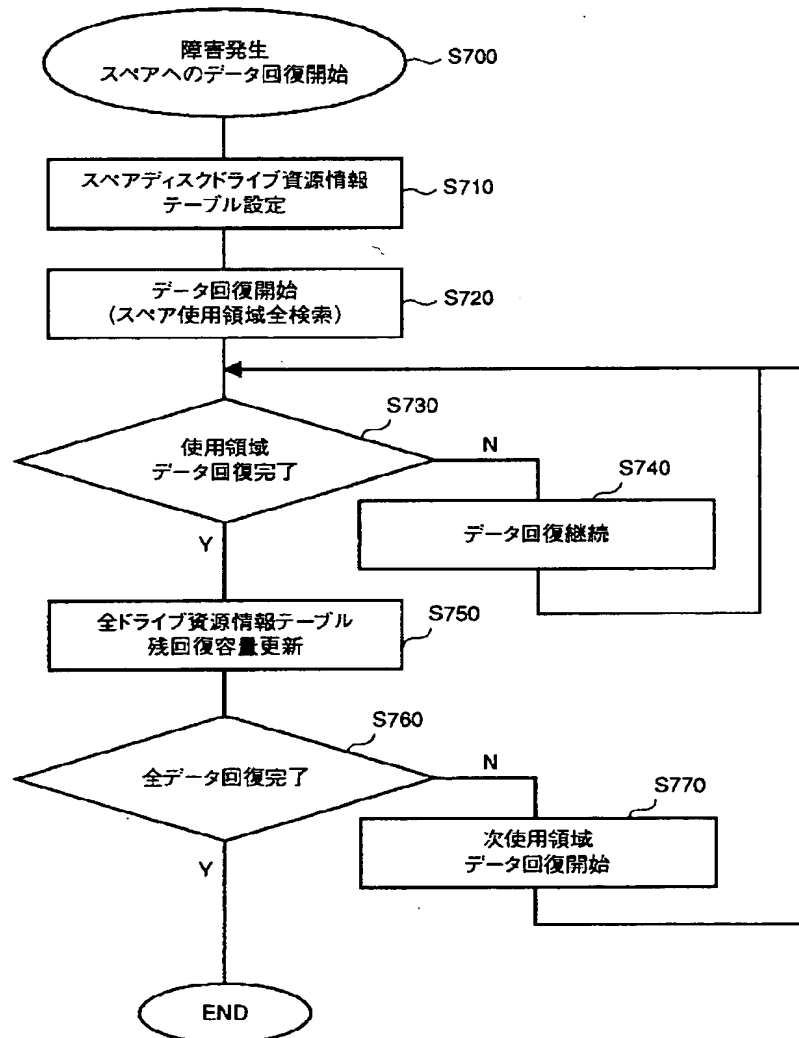 障害発生
スペアへのデータ回復開始
S700
スペアディスクドライブ資源情報
テーブル設定
S710
データ回復開始
(スペア使用領域全検索)
S720
S730
使用領域
データ回復完了
N
S740
データ回復継続
Y
全ドライブ資源情報テーブル
残回復容量更新
S750
S760
全データ回復完了
N
S770
次使用領域
データ回復開始
Y
END